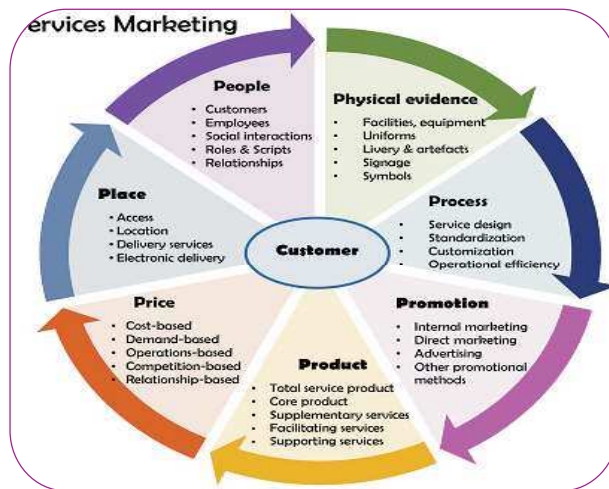 ervices Marketing
People
• Customers
• Employees
• Social interactions
• Roles & Scripts
• Relationships
Physical evidence
• Facilities, equipment
• Uniforms
• Livery & artefacts
• Signage
• Symbols
Process
• Service design
• Standardization
• Customization
• Operational efficiency
Promotion
• Internal marketing
• Direct marketing
• Advertising
• Other promotional
methods
Product
• Total service product
• Core product
• Supplementary services
• Facilitating services
• Supporting services
Price
• Cost-based
• Demand-based
• Operations-based
• Competition-based
• Relationship-based
Place
• Access
• Location
• Delivery services
• Electronic delivery
Customer